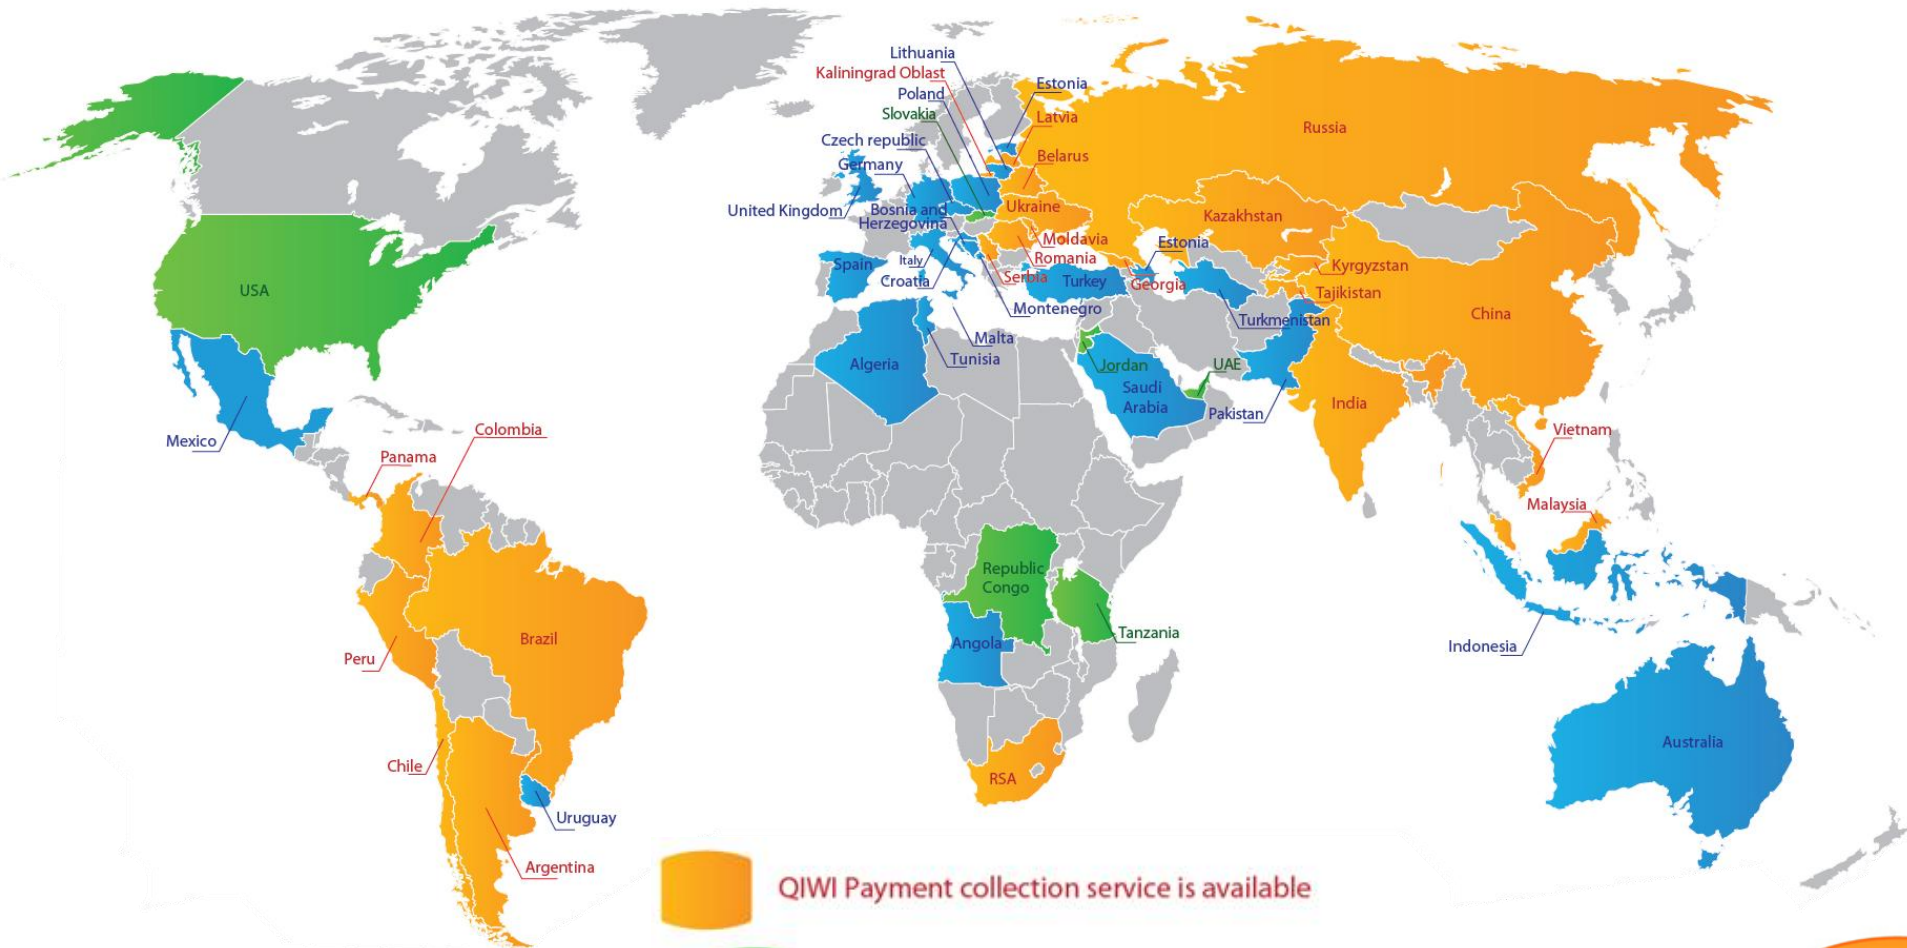 Lithuania
Kaliningrad Oblast
Poland
Slovakia
Czech republic
Germany
United Kingdom
Bosnia and
Herzegovina
Estonia
Latvia
Belarus
Russia
Ukraine
Kazakhstan
Moldavia
Romania
Estonia
Kyrgyzstan
Spain
Italy
Croatia
Serbia
Turkey
Georgia
Tajikistan
Montenegro
Turkmenistan
China
USA
Malta
Tunisia
Algeria
Jordan
UAE
Saudi
Arabia
Pakistan
India
Mexico
Colombia
Panama
Vietnam
Malaysia
Republic
Congo
Tanzania
Angola
Indonesia
Brazil
Peru
Chile
Uruguay
Argentina
RSA
Australia
QIWI Payment collection service is available